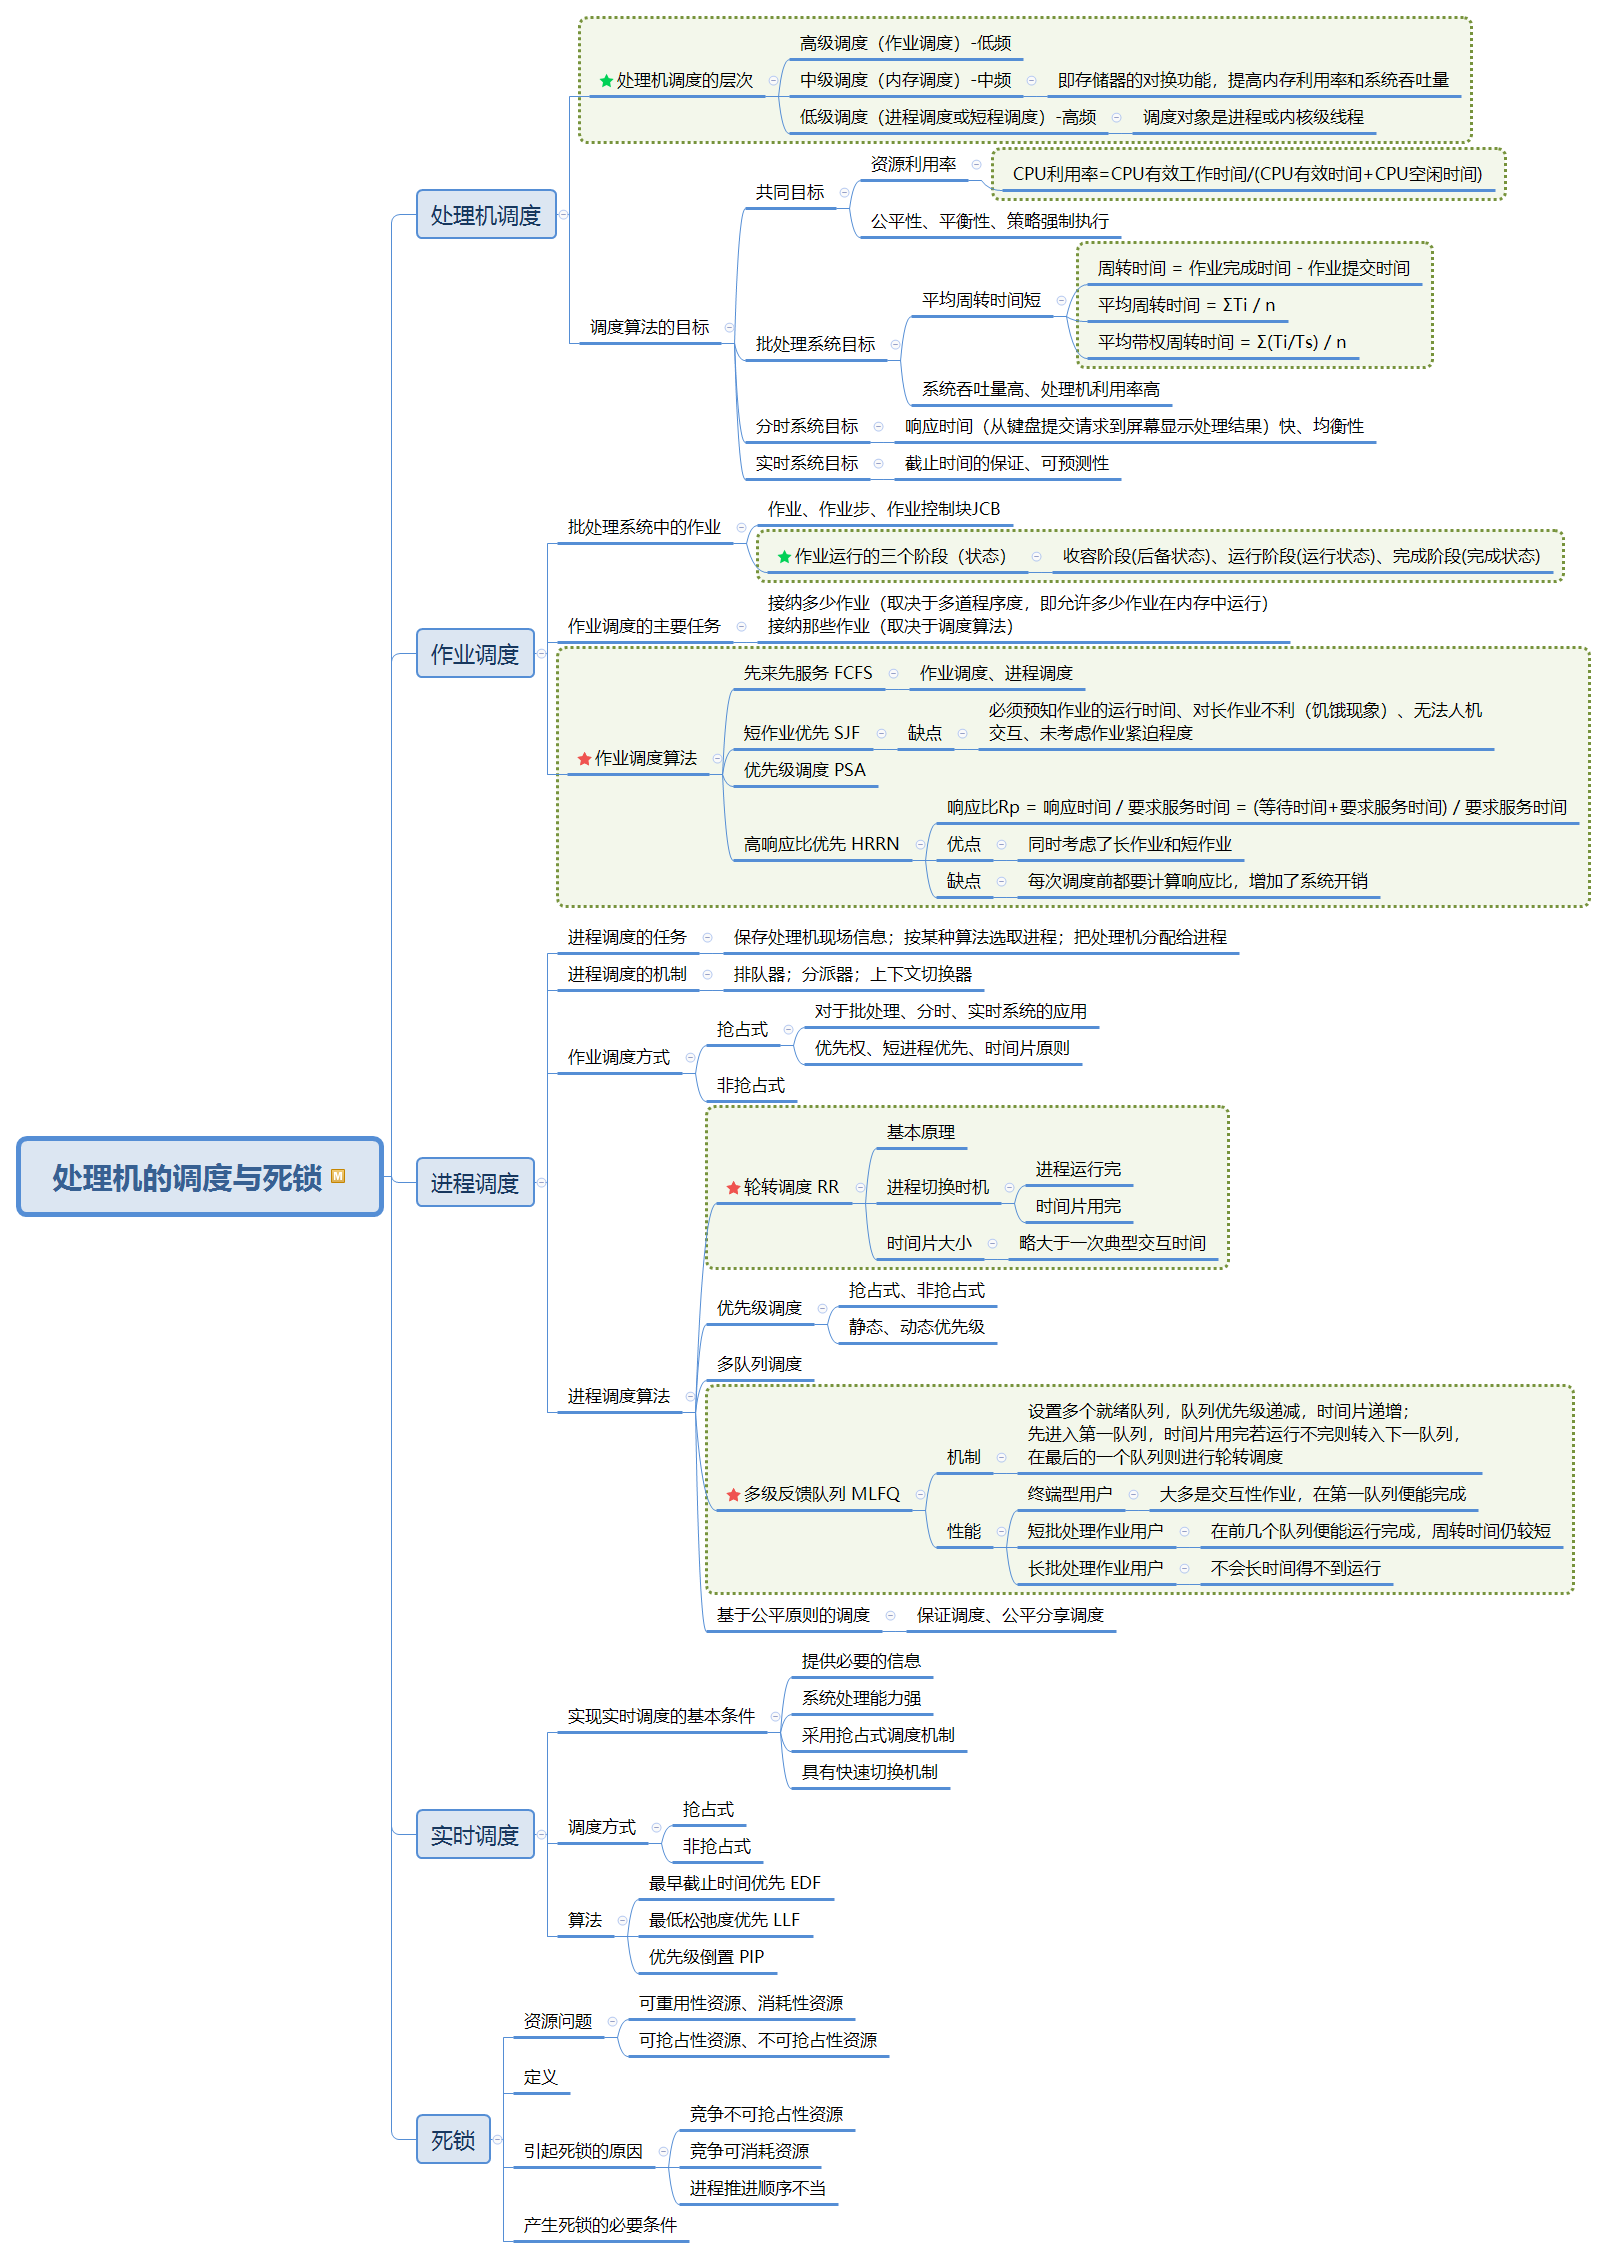 处理机的调度与死锁
处理机调度
处理机调度的层次
高级调度（作业调度）-低频
中级调度（内存调度）-中频
即存储器的对换功能，提高内存利用率和系统吞吐量
低级调度（进程调度或短程调度）-高频
调度对象是进程或内核级线程
调度算法的目标
共同目标
资源利用率
CPU利用率=CPU有效工作时间/(CPU有效时间+CPU空闲时间)
公平性、平衡性、策略强制执行
批处理系统目标
平均周转时间短
周转时间 = 作业完成时间 - 作业提交时间
平均周转时间 = ΣTi / n
平均带权周转时间 = Σ(Ti/Ts) / n
系统吞吐量高、处理机利用率高
分时系统目标
响应时间（从键盘提交请求到屏幕显示处理结果）快、均衡性
实时系统目标
截止时间的保证、可预测性
作业调度
批处理系统中的作业
作业、作业步、作业控制块JCB
作业运行的三个阶段（状态）
收容阶段(后备状态)、运行阶段(运行状态)、完成阶段(完成状态)
作业调度的主要任务
接纳多少作业（取决于多道程序度，即允许多少作业在内存中运行）
接纳那些作业（取决于调度算法）
作业调度算法
先来先服务 FCFS
作业调度、进程调度
短作业优先 SJF
缺点
必须预知作业的运行时间、对长作业不利（饥饿现象）、无法人机
交互、未考虑作业紧迫程度
优先级调度 PSA
高响应比优先 HRRN
响应比Rp = 响应时间 / 要求服务时间 = (等待时间+要求服务时间) / 要求服务时间
优点
同时考虑了长作业和短作业
缺点
每次调度前都要计算响应比，增加了系统开销
进程调度
进程调度的任务
保存处理机现场信息；按某种算法选取进程；把处理机分配给进程
进程调度的机制
排队器；分派器；上下文切换器
作业调度方式
抢占式
对于批处理、分时、实时系统的应用
优先权、短进程优先、时间片原则
非抢占式
进程调度算法
轮转调度 RR
基本原理
进程切换时机
进程运行完
时间片用完
时间片大小
略大于一次典型交互时间
优先级调度
抢占式、非抢占式
静态、动态优先级
多队列调度
多级反馈队列 MLFQ
机制
设置多个就绪队列，队列优先级递减，时间片递增；
先进入第一队列，时间片用完若运行不完则转入下一队列，
在最后的一个队列则进行轮转调度
性能
终端型用户
大多是交互性作业，在第一队列便能完成
短批处理作业用户
在前几个队列便能运行完成，周转时间仍较短
长批处理作业用户
不会长时间得不到运行
基于公平原则的调度
保证调度、公平分享调度
实时调度
实现实时调度的基本条件
提供必要的信息
系统处理能力强
采用抢占式调度机制
具有快速切换机制
调度方式
抢占式
非抢占式
算法
最早截止时间优先 EDF
最低松弛度优先 LLF
优先级倒置 PIP
死锁
资源问题
可重用性资源、消耗性资源
可抢占性资源、不可抢占性资源
定义
引起死锁的原因
竞争不可抢占性资源
竞争可消耗资源
进程推进顺序不当
产生死锁的必要条件